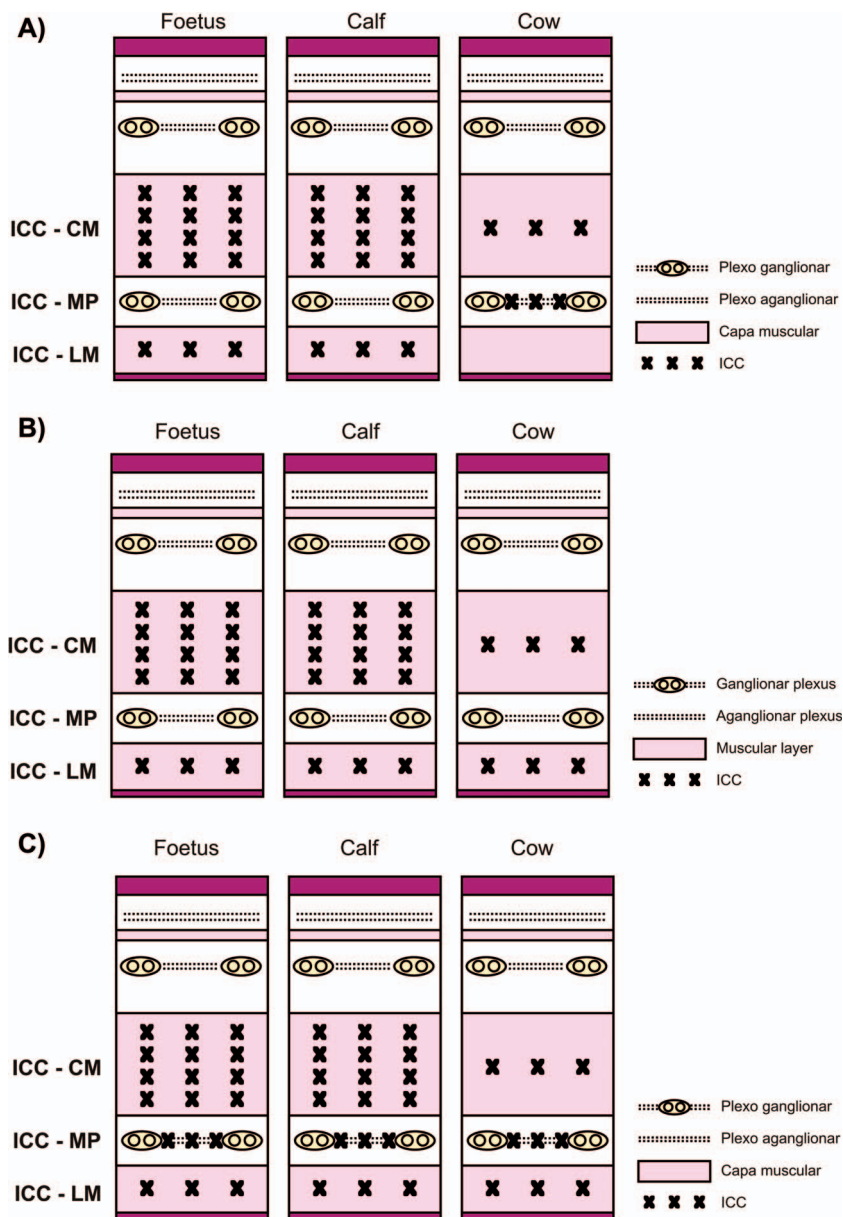 A)
Foetus Calf Cow
ICC - CM
ICC - MP
ICC - LM
Plexo ganglionar
Plexo aganglionar
Capa muscular
ICC
B)
Foetus Calf Cow
ICC - CM
ICC - MP
ICC - LM
Ganglionar plexus
Aganglionar plexus
Muscular layer
ICC
C)
Foetus Calf Cow
ICC - CM
ICC - MP
ICC - LM
Plexo ganglionar
Plexo aganglionar
Capa muscular
ICC